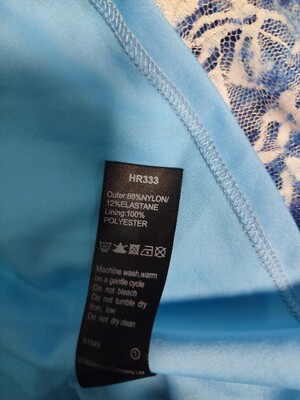 HR333
Outer:88%NYLON/
12%ELASTANE
Lining:100%
POLYESTER
Machine wash,warm
on a gentle cycle
Do not bleach
Do not tumble dry
Iron, low
Do not dry clean